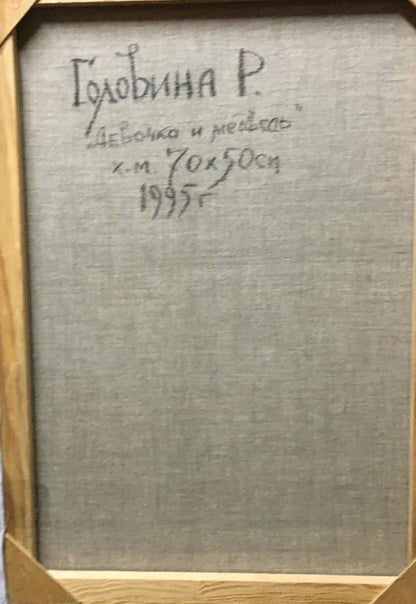 Головина Р.
"Девочка и медведь"
х.м. 70х50см
1995г